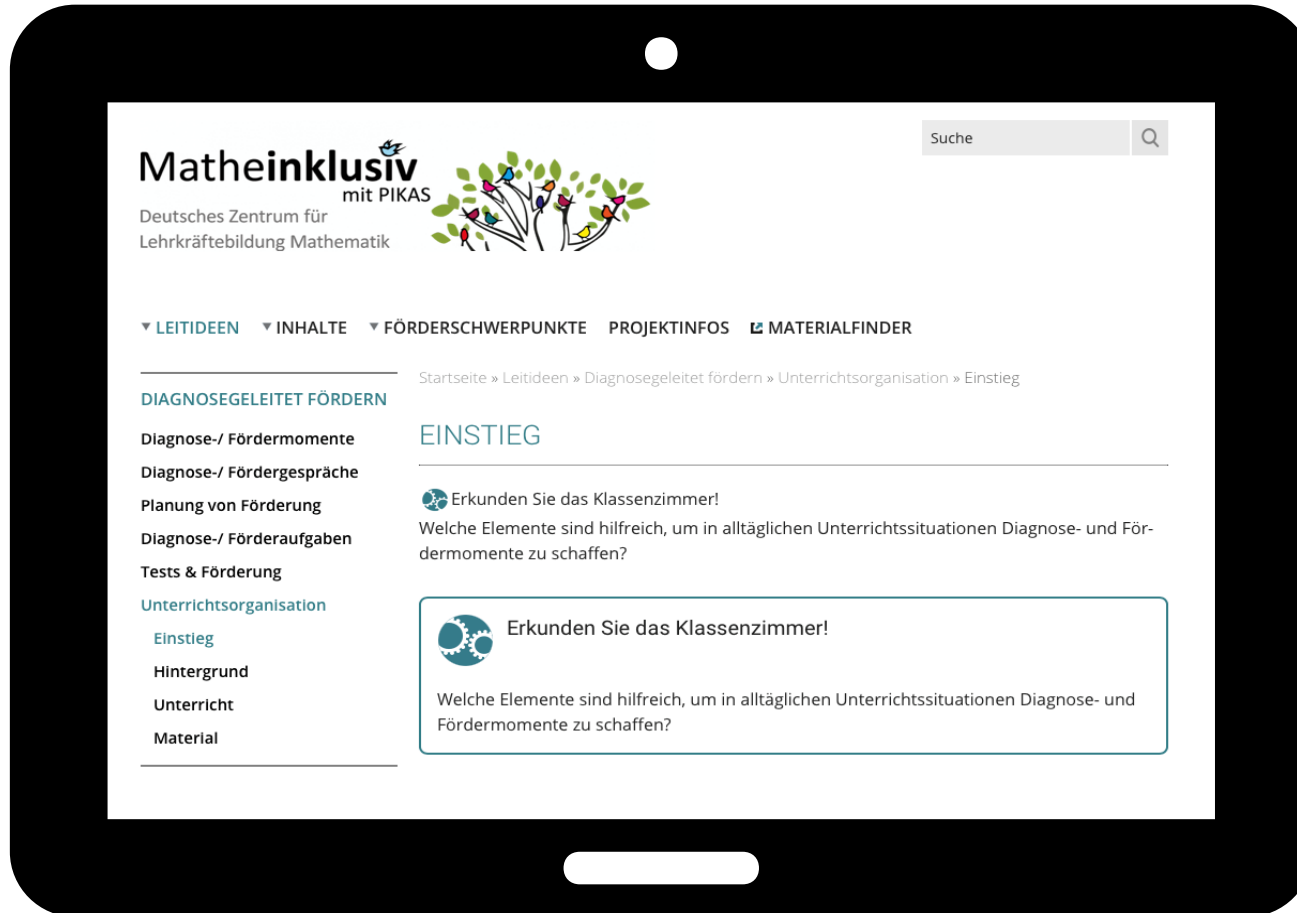 Suche
Matheinklusiv
mit PIKAS
Deutsches Zentrum für
Lehrkräftebildung Mathematik
LEITIDEEN INHALTE FÖRDERSCHWERPUNKTE PROJEKTINFOS MATERIALFINDER
DIAGNOSEGELEITET FÖRDERN
Diagnose-/ Fördermomente
Diagnose-/ Fördergespräche
Planung von Förderung
Diagnose-/ Förderaufgaben
Tests & Förderung
Unterrichtsorganisation
Einstieg
Hintergrund
Unterricht
Material
Startseite » Leitideen » Diagnosegeleitet fördern » Unterrichtsorganisation » Einstieg
EINSTIEG
Erkunden Sie das Klassenzimmer!
Welche Elemente sind hilfreich, um in alltäglichen Unterrichtssituationen Diagnose- und För-
dermomente zu schaffen?
Erkunden Sie das Klassenzimmer!
Welche Elemente sind hilfreich, um in alltäglichen Unterrichtssituationen Diagnose- und
Fördermomente zu schaffen?